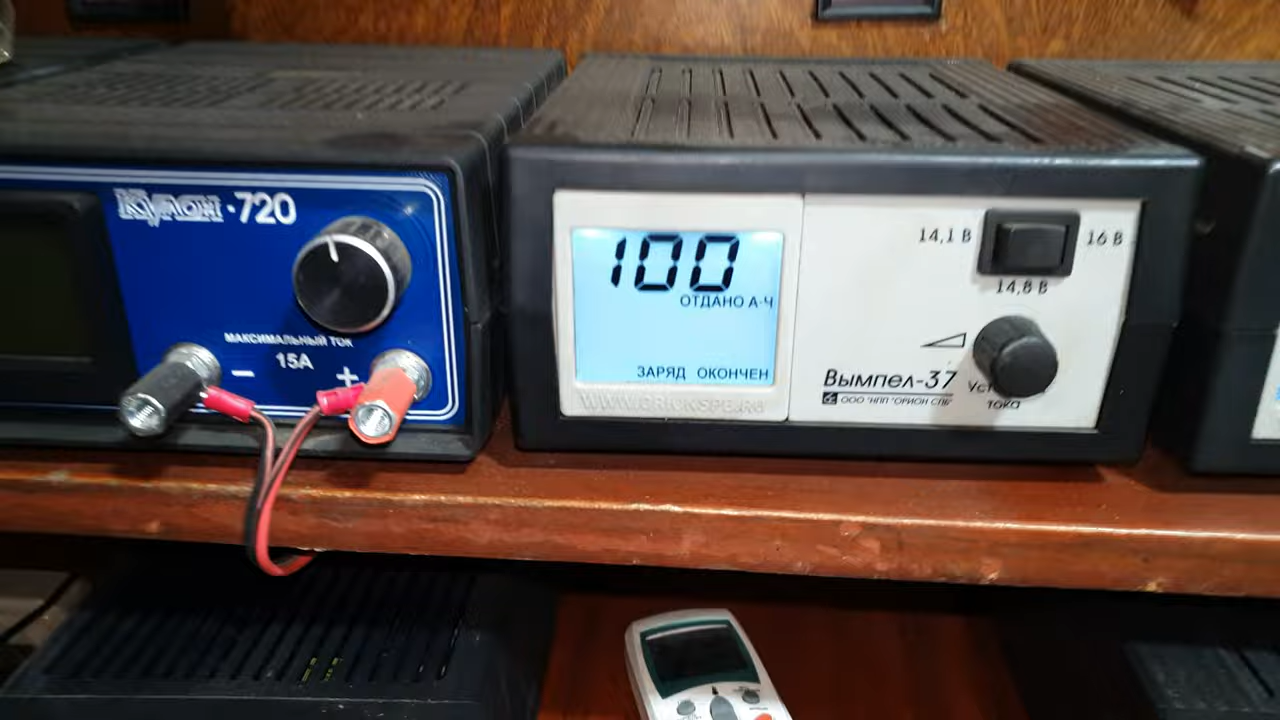 Кулон-720
МАКСИМАЛЬНЫЙ ТОК
15А
− +
100
ОТДАНО А·Ч
ЗАРЯД ОКОНЧЕН
14,1 В
16 В
14,8 В
Вымпел-37
ООО "НПП "ОРИОН СПБ"
тока